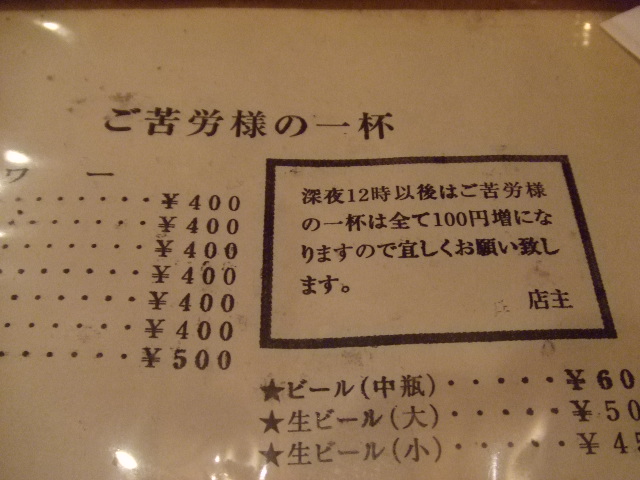 ご苦労様の一杯
ワー
・・・・・・・¥400
・・・・・・・¥400
・・・・・・・¥400
・・・・・・・¥400
・・・・・・・¥400
・・・・・・・¥400
・・・・・・・¥500
深夜12時以後はご苦労様
の一杯は全て100円増にな
りますので宜しくお願い致し
ます。
店主
★ビール(中瓶)・・・・・¥60
★生ビール(大)・・・・・¥50
★生ビール(小)・・・・・¥45